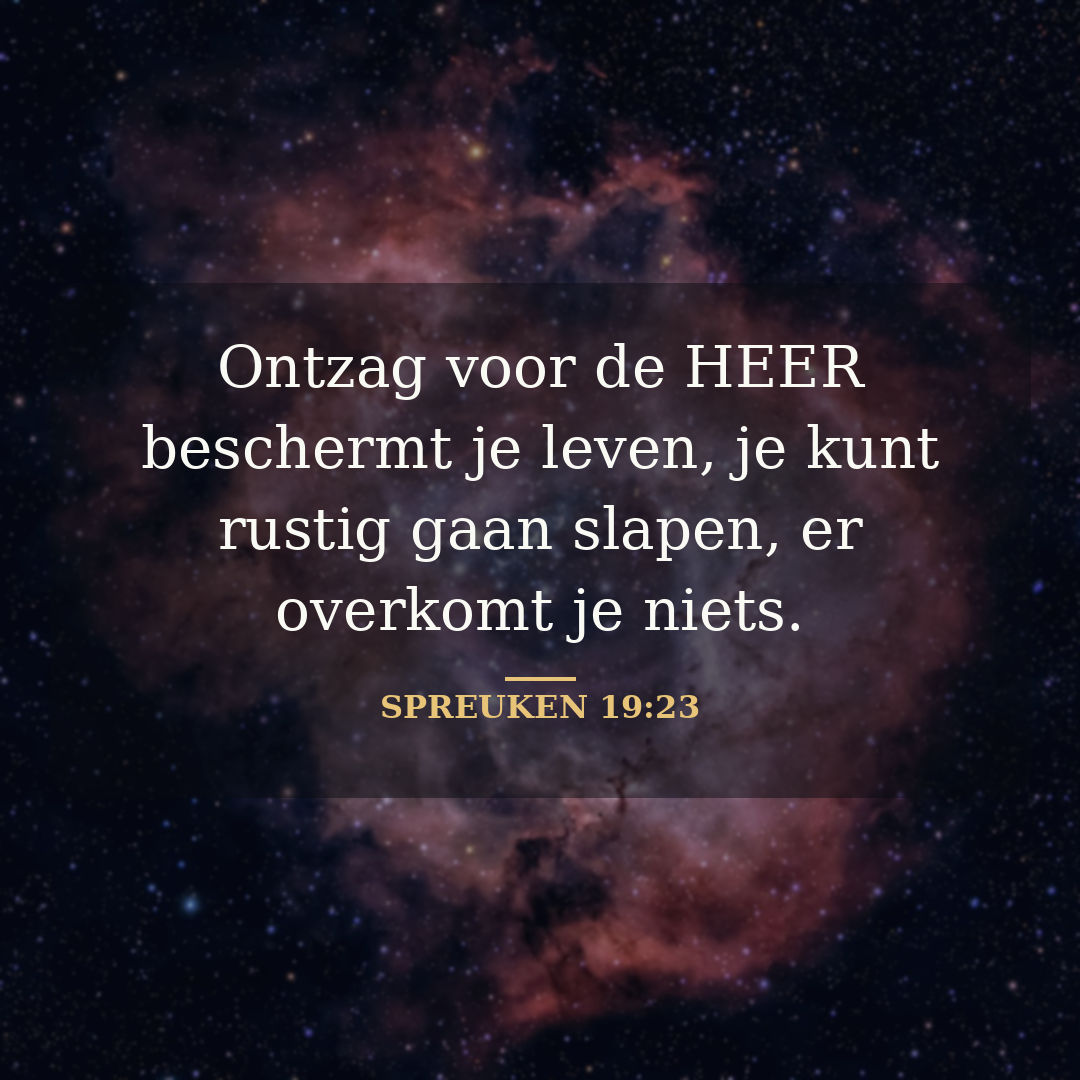 Ontzag voor de HEER
beschermt je leven, je kunt
rustig gaan slapen, er
overkomt je niets.
SPREUKEN 19:23